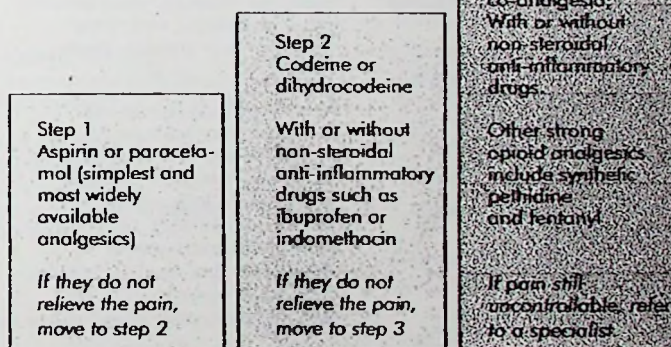 Step 1
Aspirin or paraceta-
mol (simplest and
most widely
available
analgesics)
If they do not
relieve the pain,
move to step 2
Step 2
Codeine or
dihydrocodeine
With or without
non-steroidal
anti-inflammatory
drugs such as
ibuprofen or
indomethacin
If they do not
relieve the pain,
move to step 3
co-analgesia.
With or without
non-steroidal
anti-inflammatory
drugs.
Other strong
opioid analgesics
include synthetic
pethidine
and fentanyl
If pain still
uncontrollable, refer
to a specialist